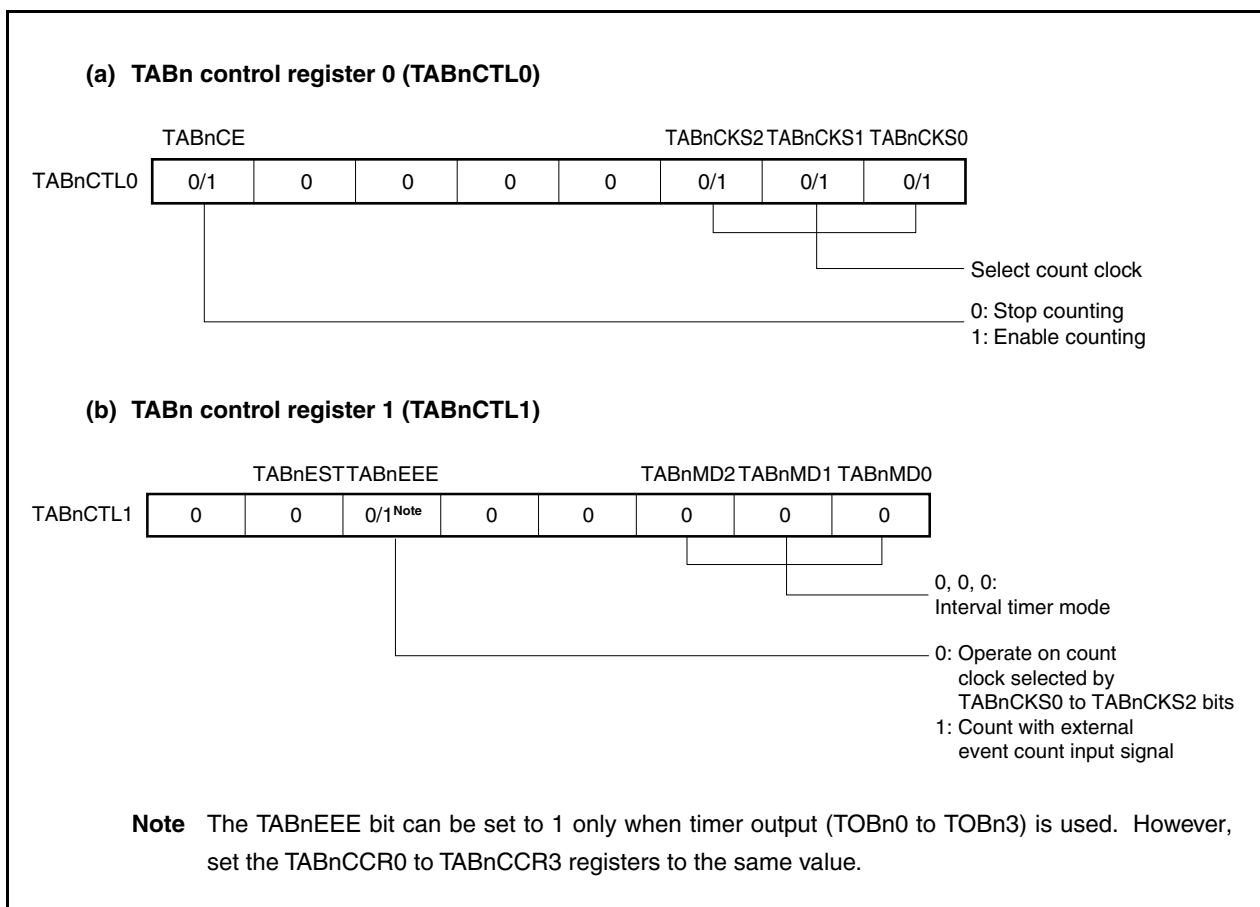 (a) TABn control register 0 (TABnCTL0)
TABnCE TABnCKS2 TABnCKS1 TABnCKS0
TABnCTL0 0/1 0 0 0 0 0/1 0/1 0/1
Select count clock
0: Stop counting
1: Enable counting
(b) TABn control register 1 (TABnCTL1)
TABnEST TABnEEE TABnMD2 TABnMD1 TABnMD0
TABnCTL1 0 0 0/1Note 0 0 0 0 0
0, 0, 0:
Interval timer mode
0: Operate on count
clock selected by
TABnCKS0 to TABnCKS2 bits
1: Count with external
event count input signal
Note The TABnEEE bit can be set to 1 only when timer output (TOBn0 to TOBn3) is used. However,
set the TABnCCR0 to TABnCCR3 registers to the same value.